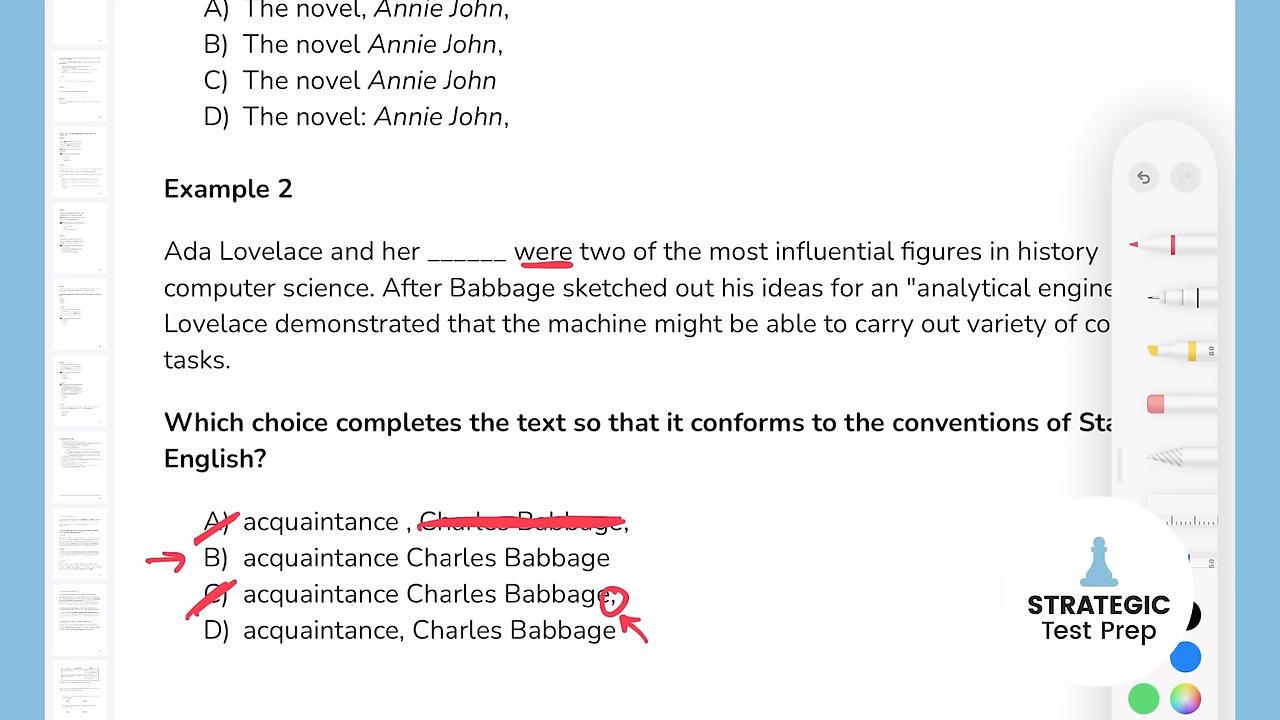 A) The novel, Annie John,
B) The novel Annie John,
C) The novel Annie John
D) The novel: Annie John,
Example 2
Ada Lovelace and her ______ were two of the most influential figures in history
computer science. After Babbage sketched out his ideas for an "analytical engine
Lovelace demonstrated that the machine might be able to carry out variety of co
tasks.
Which choice completes the text so that it conforms to the conventions of Sta
English?
A) acquaintance , Charles Babbage,
B) acquaintance Charles Babbage
C) acquaintance Charles Babbage,
D) acquaintance, Charles Babbage
80
50
STRATEGIC
Test Prep